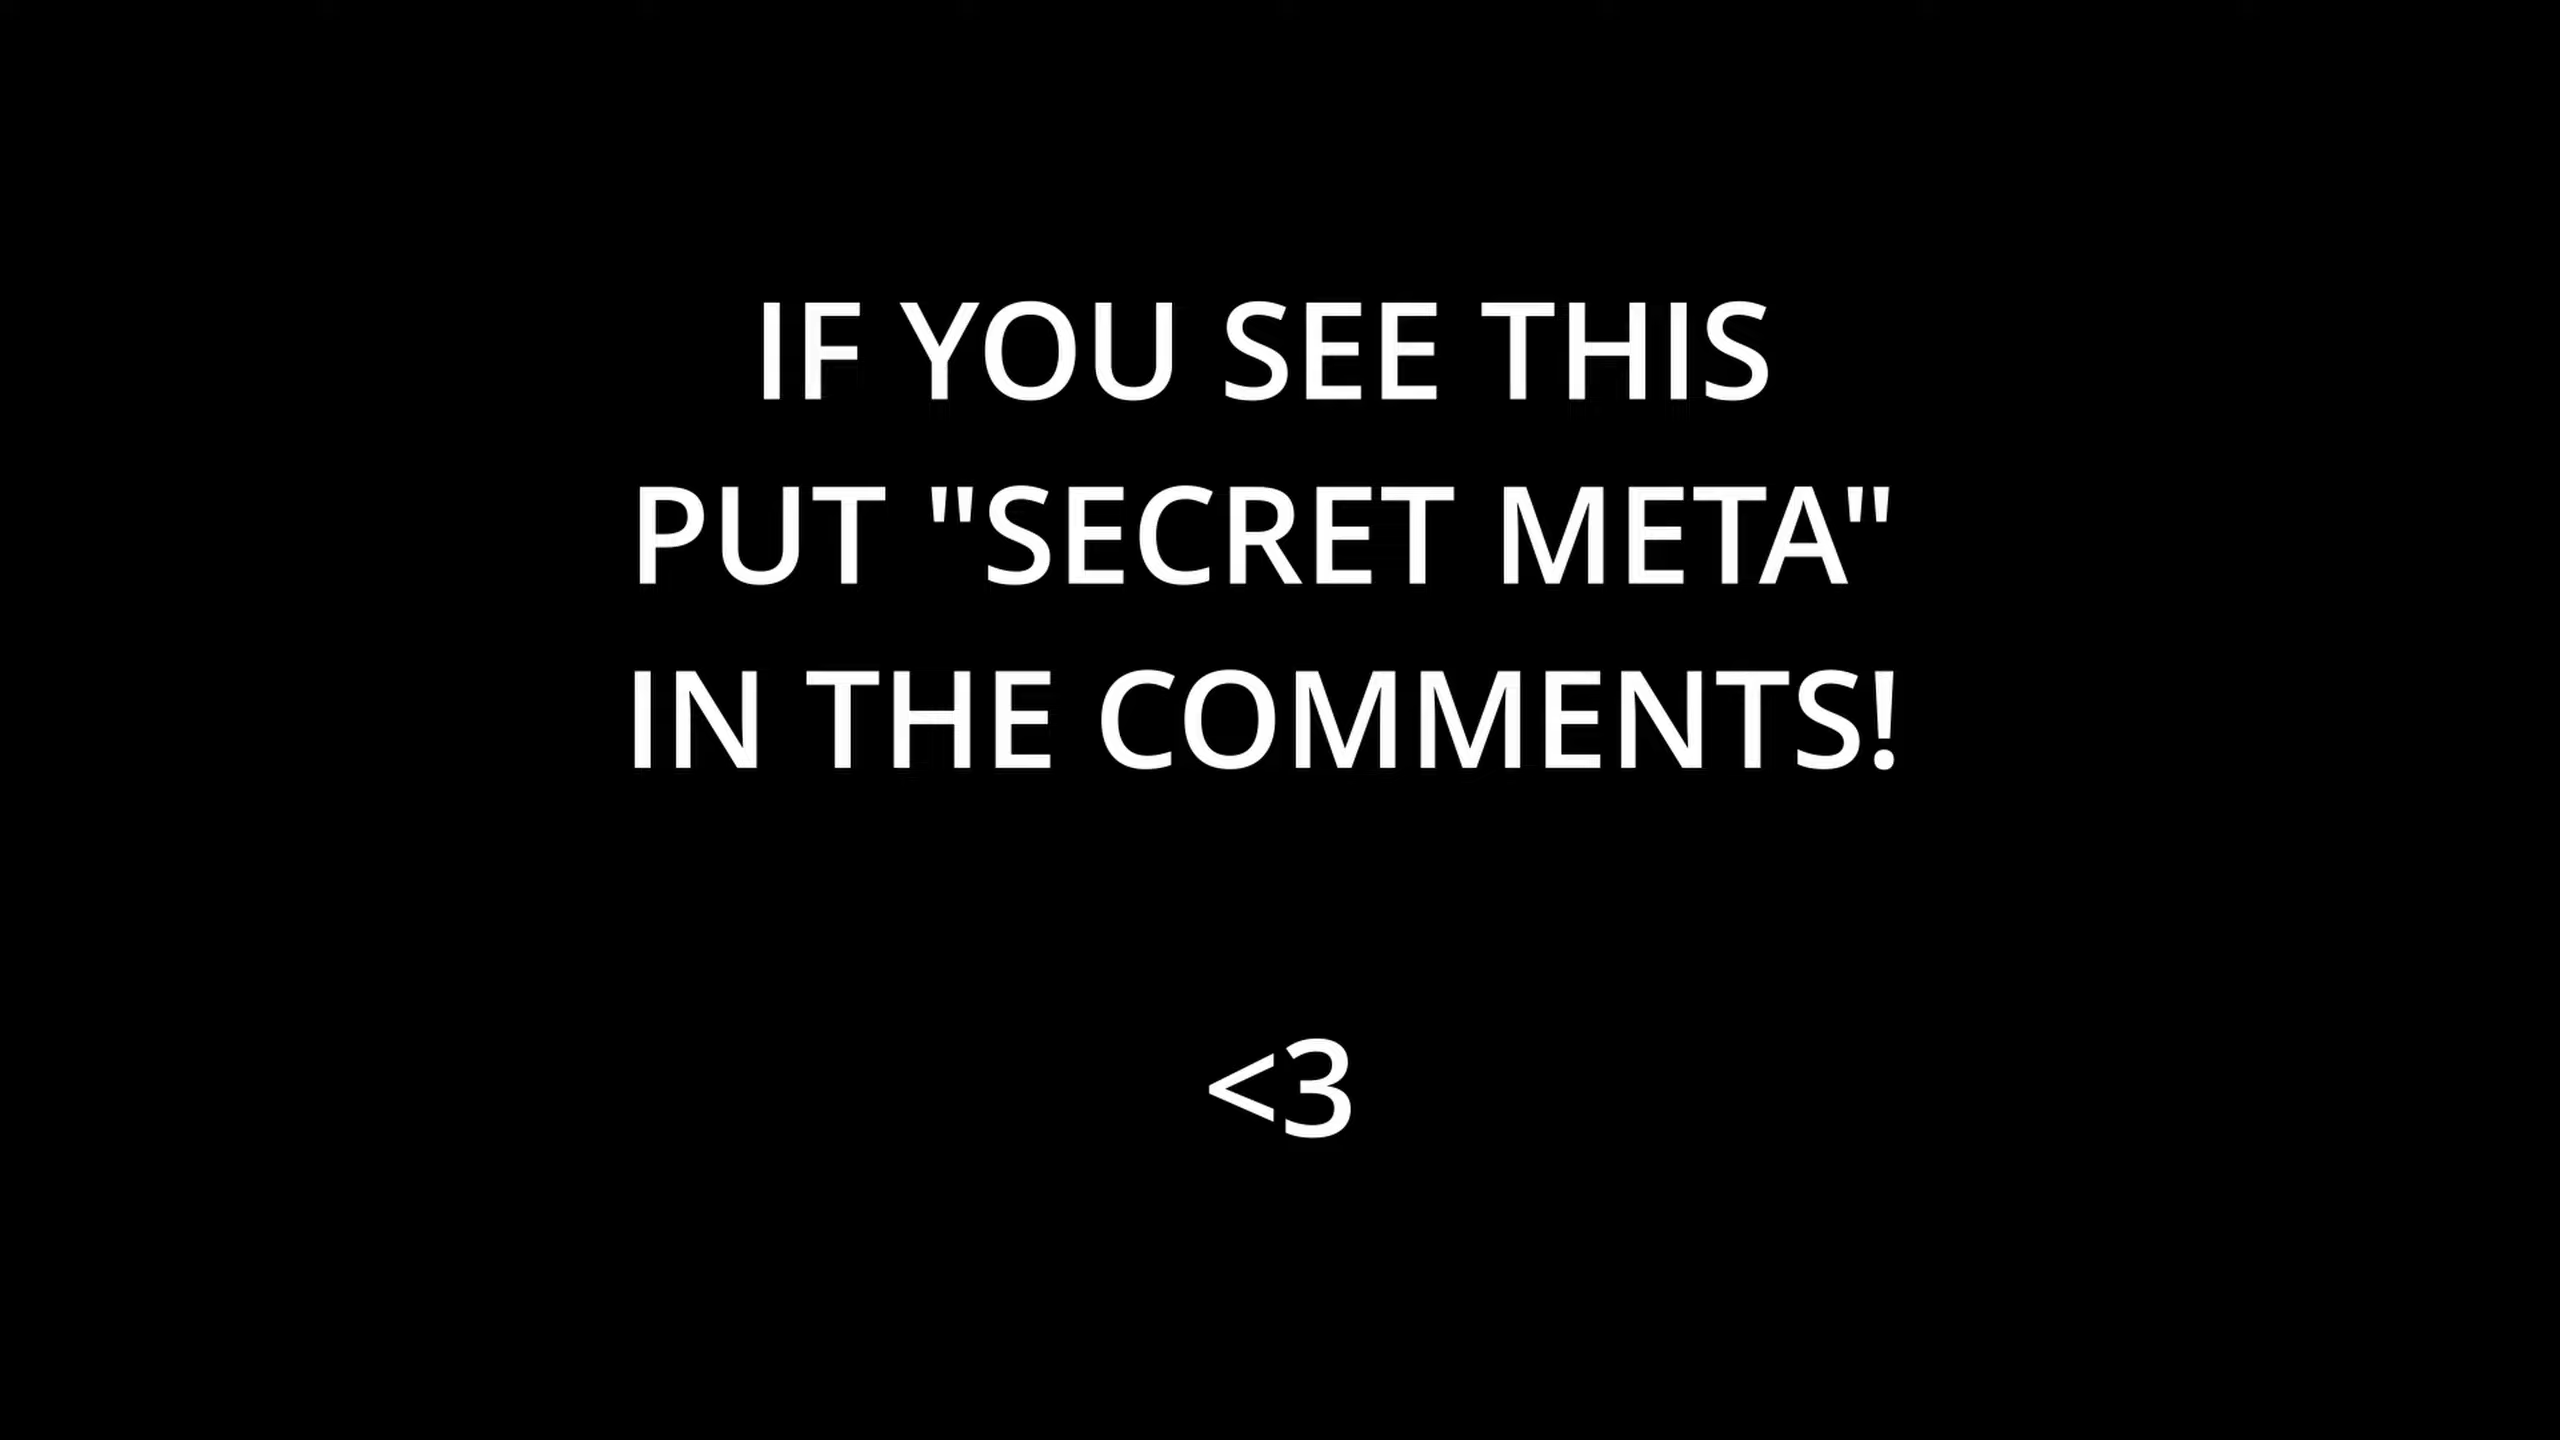 IF YOU SEE THIS
PUT "SECRET META"
IN THE COMMENTS!
<3